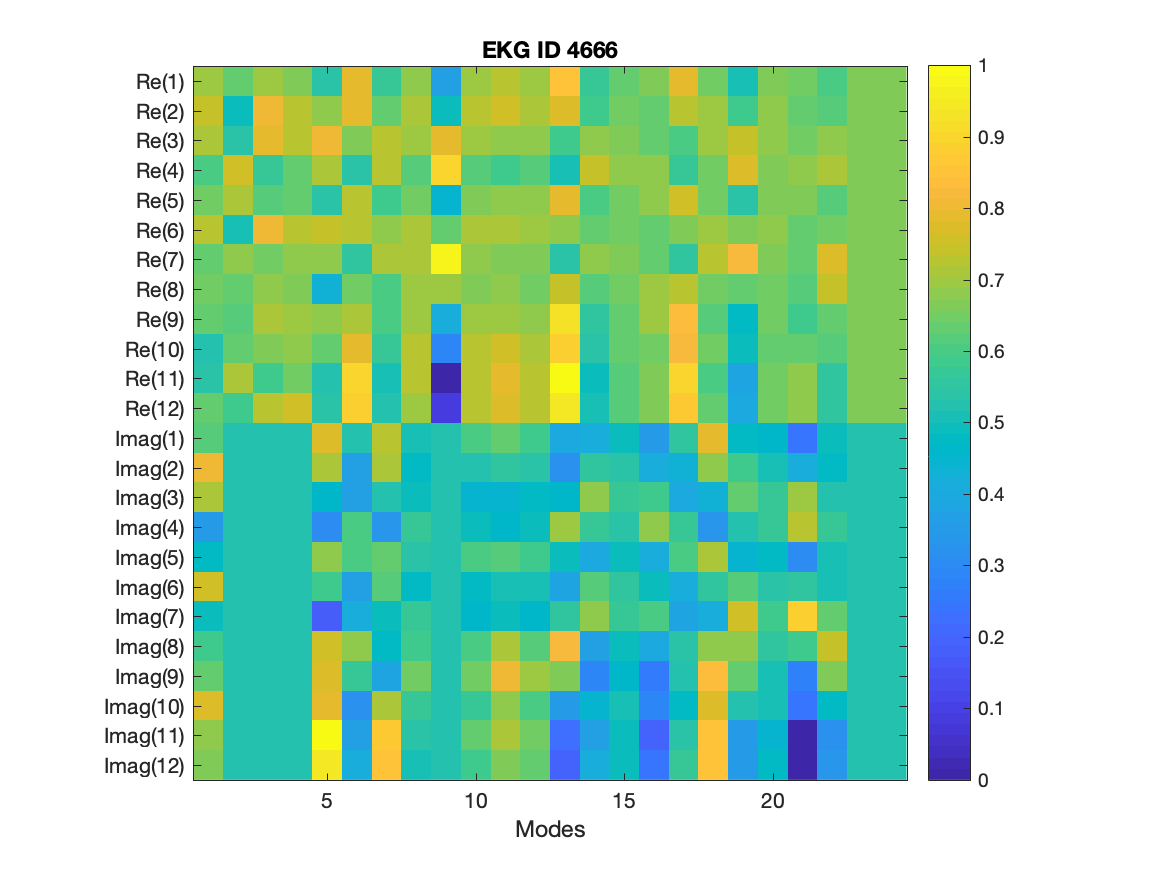 EKG ID 4666
Re(1)
Re(2)
Re(3)
Re(4)
Re(5)
Re(6)
Re(7)
Re(8)
Re(9)
Re(10)
Re(11)
Re(12)
Imag(1)
Imag(2)
Imag(3)
Imag(4)
Imag(5)
Imag(6)
Imag(7)
Imag(8)
Imag(9)
Imag(10)
Imag(11)
Imag(12)
5 10 15 20
Modes
1
0.9
0.8
0.7
0.6
0.5
0.4
0.3
0.2
0.1
0